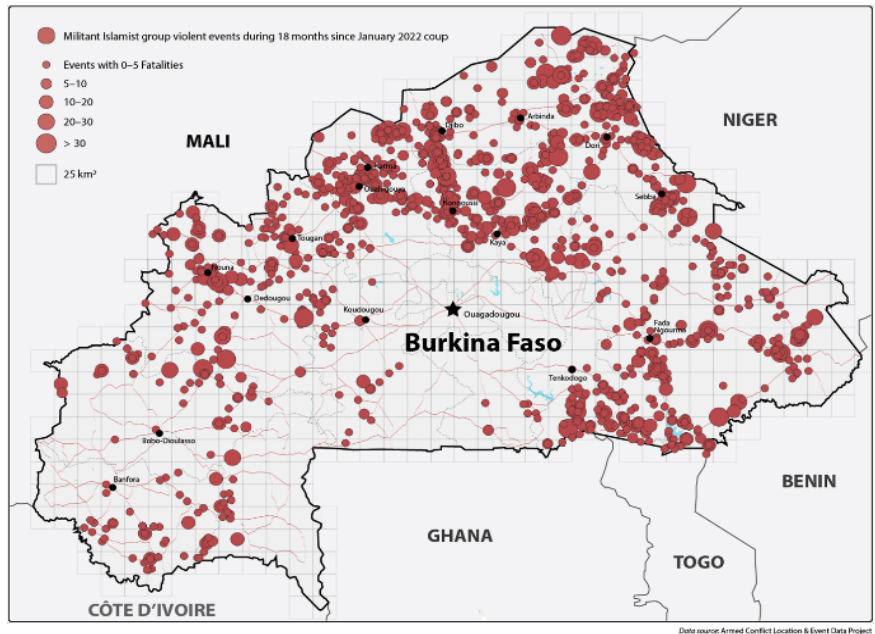 Militant Islamist group violent events during 18 months since January 2022 coup
Events with 0–5 Fatalities
5–10
10–20
20–30
> 30
25 km²
MALI
NIGER
Djibo
Arbinda
Dori
Ouahigouya
Kongoussi
Sebba
Tougan
Kaya
Nouna
Dedougou
Koudougou
Ouagadougou
Burkina Faso
Fada
Ngourma
Tenkodogo
Bobo-Dioulasso
Banfora
BENIN
GHANA
TOGO
CÔTE D'IVOIRE
Data source: Armed Conflict Location & Event Data Project